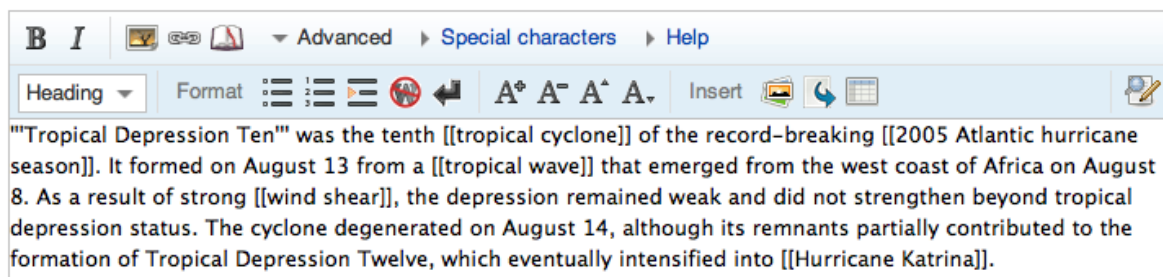 B I Advanced Special characters Help
Heading Format 1 2 3 W A+ A- A▴ A▾ Insert
'''Tropical Depression Ten''' was the tenth [[tropical cyclone]] of the record–breaking [[2005 Atlantic hurricane
season]]. It formed on August 13 from a [[tropical wave]] that emerged from the west coast of Africa on August
8. As a result of strong [[wind shear]], the depression remained weak and did not strengthen beyond tropical
depression status. The cyclone degenerated on August 14, although its remnants partially contributed to the
formation of Tropical Depression Twelve, which eventually intensified into [[Hurricane Katrina]].